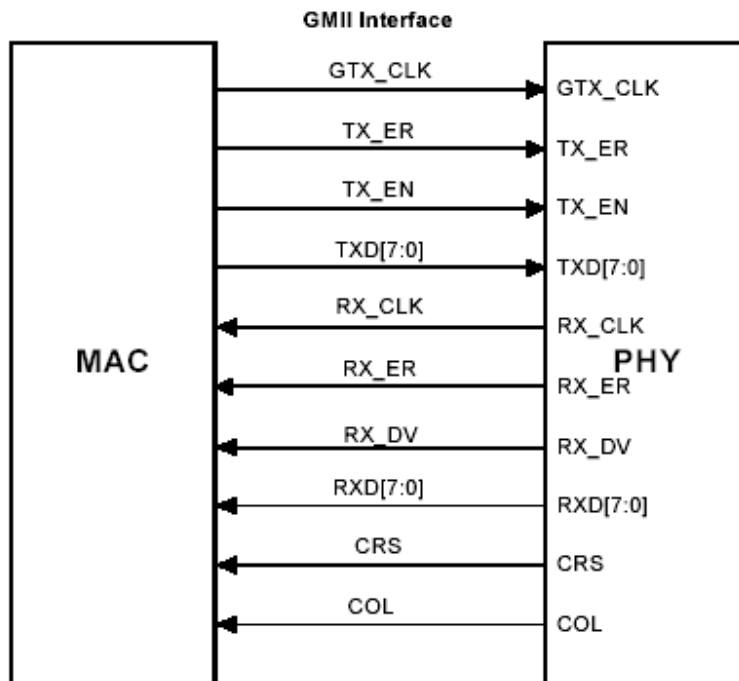 GMII Interface
GTX_CLK GTX_CLK
TX_ER TX_ER
TX_EN TX_EN
TXD[7:0] TXD[7:0]
RX_CLK RX_CLK
MAC PHY
RX_ER RX_ER
RX_DV RX_DV
RXD[7:0] RXD[7:0]
CRS CRS
COL COL